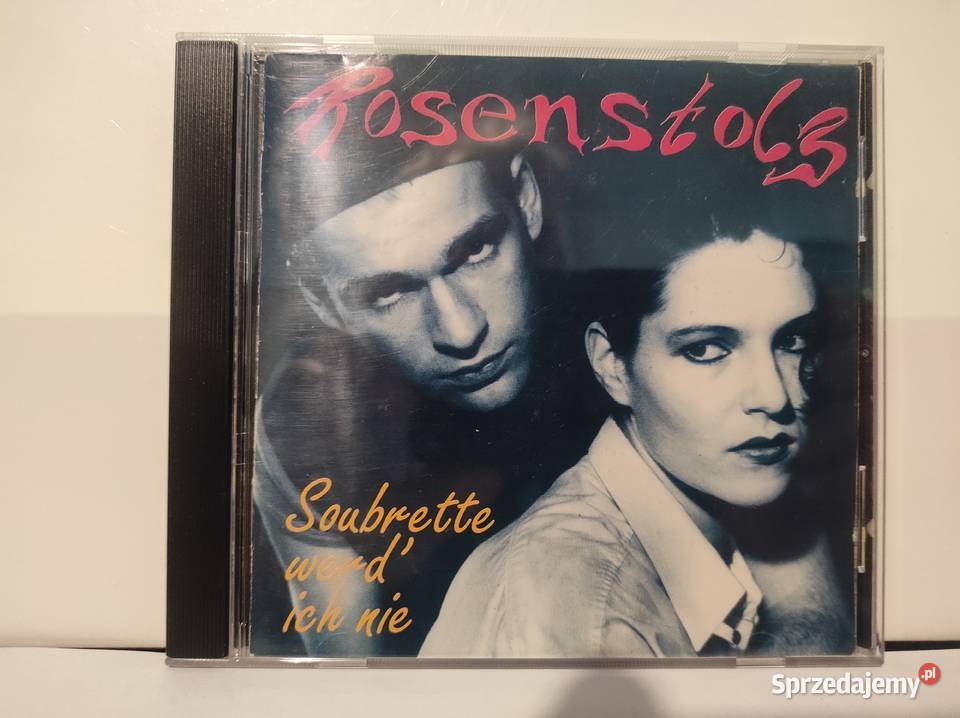 Rosenstolz
Soubrette
werd'
ich nie
Sprzedajemy.pl